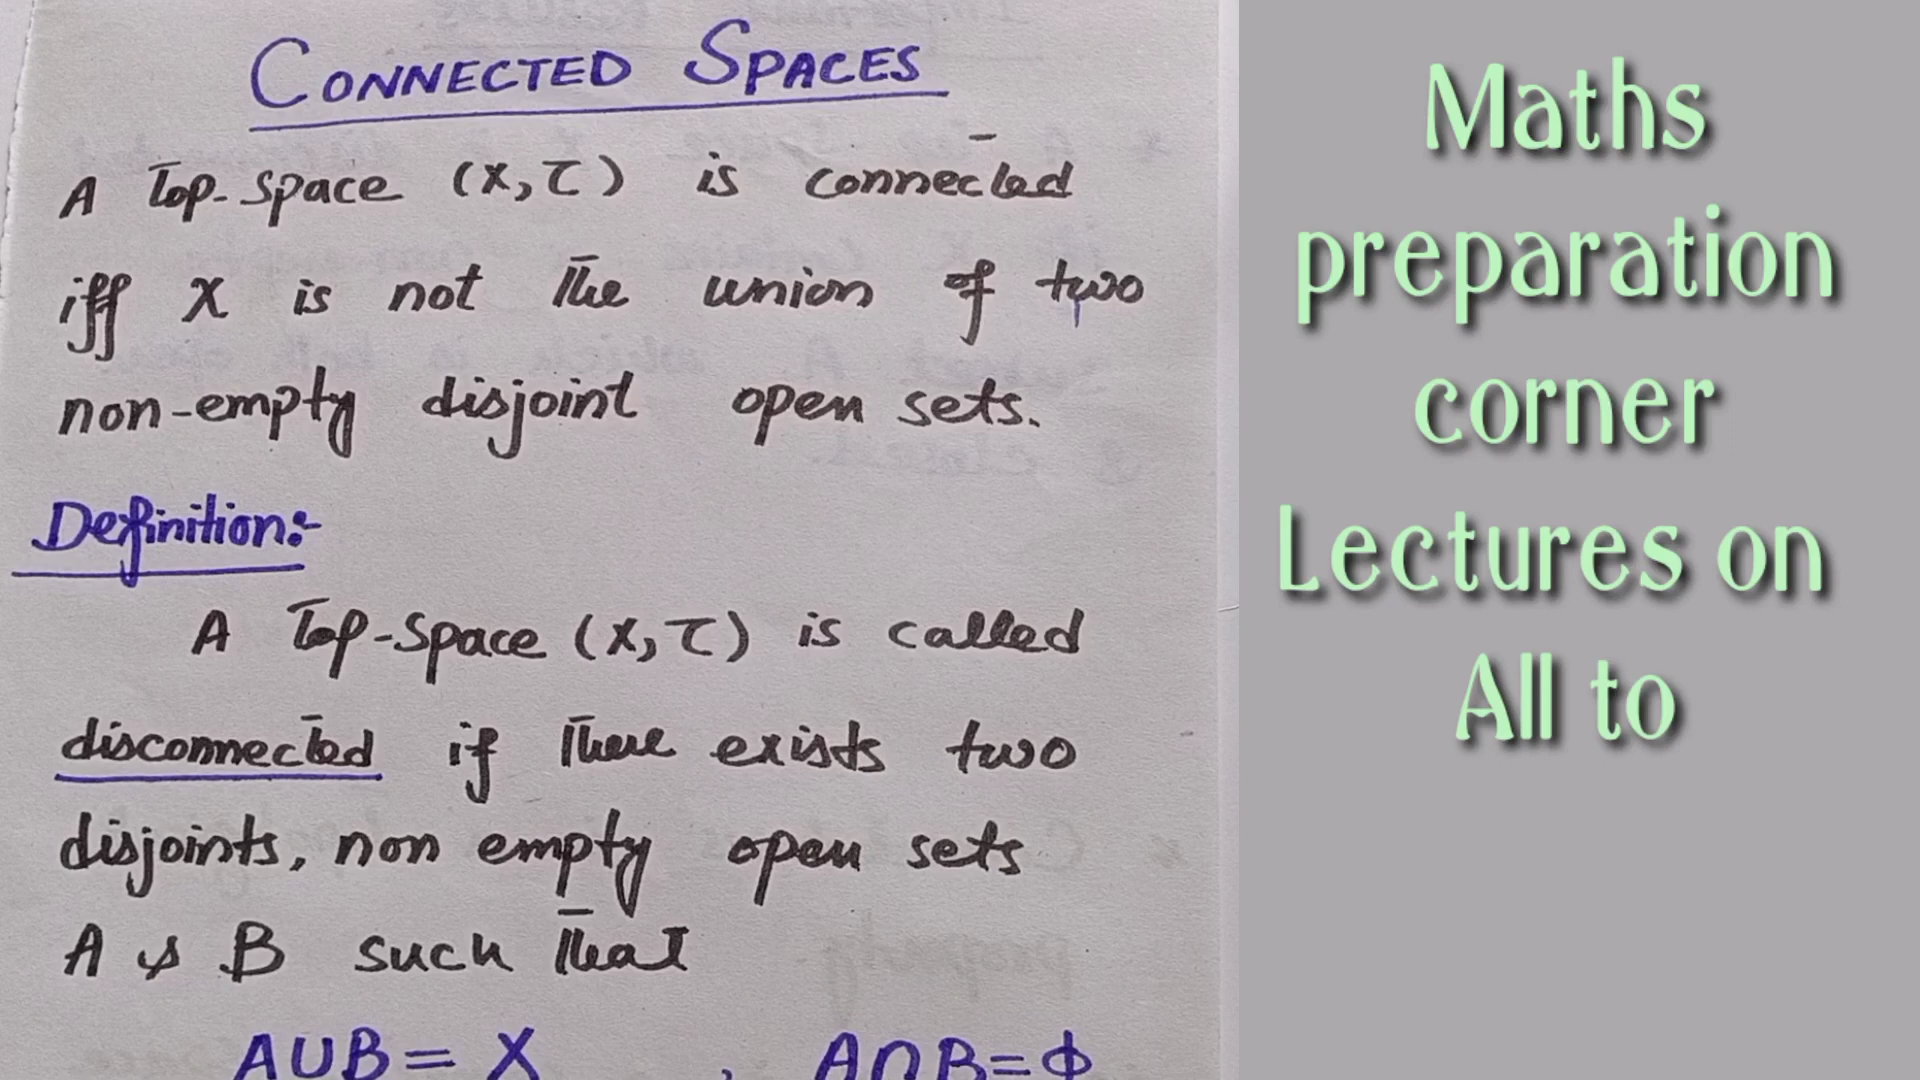 CONNECTED SPACES
A Top-space (X, τ) is connected
iff X is not the union of two
non-empty disjoint open sets.
Definition:-
A Top-Space (X, τ) is called
disconnected if there exists two
disjoints, non empty open sets
A & B such that
A∪B = X , A∩B = Φ
Maths
preparation
corner
Lectures on
All to